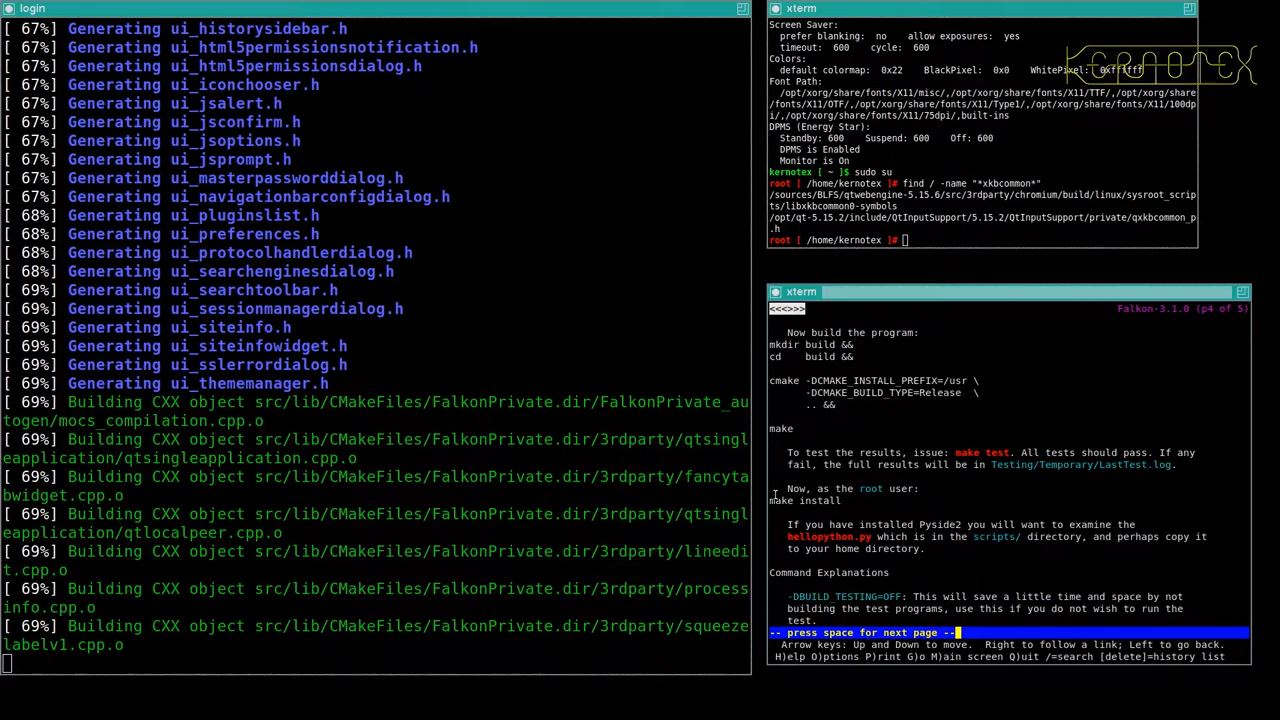 login
[ 67%] Generating ui_historysidebar.h
[ 67%] Generating ui_html5permissionsnotification.h
[ 67%] Generating ui_html5permissionsdialog.h
[ 67%] Generating ui_iconchooser.h
[ 67%] Generating ui_jsalert.h
[ 67%] Generating ui_jsconfirm.h
[ 67%] Generating ui_jsoptions.h
[ 67%] Generating ui_jsprompt.h
[ 67%] Generating ui_masterpassworddialog.h
[ 67%] Generating ui_navigationbarconfigdialog.h
[ 68%] Generating ui_pluginslist.h
[ 68%] Generating ui_preferences.h
[ 68%] Generating ui_protocolhandlerdialog.h
[ 68%] Generating ui_searchenginesdialog.h
[ 69%] Generating ui_searchtoolbar.h
[ 69%] Generating ui_sessionmanagerdialog.h
[ 69%] Generating ui_siteinfo.h
[ 69%] Generating ui_siteinfowidget.h
[ 69%] Generating ui_sslerrordialog.h
[ 69%] Generating ui_thememanager.h
[ 69%] Building CXX object src/lib/CMakeFiles/FalkonPrivate.dir/FalkonPrivate_au
togen/mocs_compilation.cpp.o
[ 69%] Building CXX object src/lib/CMakeFiles/FalkonPrivate.dir/3rdparty/qtsingl
eapplication/qtsingleapplication.cpp.o
[ 69%] Building CXX object src/lib/CMakeFiles/FalkonPrivate.dir/3rdparty/fancyta
bwidget.cpp.o
[ 69%] Building CXX object src/lib/CMakeFiles/FalkonPrivate.dir/3rdparty/qtsingl
eapplication/qtlocalpeer.cpp.o
[ 69%] Building CXX object src/lib/CMakeFiles/FalkonPrivate.dir/3rdparty/lineedi
t.cpp.o
[ 69%] Building CXX object src/lib/CMakeFiles/FalkonPrivate.dir/3rdparty/process
info.cpp.o
[ 69%] Building CXX object src/lib/CMakeFiles/FalkonPrivate.dir/3rdparty/squeeze
labelv1.cpp.o
xterm
Screen Saver:
prefer blanking: no allow exposures: yes
timeout: 600 cycle: 600
Colors:
default colormap: 0x22 BlackPixel: 0x0 WhitePixel: 0xffffff
KERNOTEX
Font Path:
/opt/xorg/share/fonts/X11/misc/,/opt/xorg/share/fonts/X11/TTF/,/opt/xorg/share/
fonts/X11/OTF/,/opt/xorg/share/fonts/X11/Type1/,/opt/xorg/share/fonts/X11/100dp
i/,/opt/xorg/share/fonts/X11/75dpi/,built-ins
DPMS (Energy Star):
Standby: 600 Suspend: 600 Off: 600
DPMS is Enabled
Monitor is On
kernotex [ ~ ]$ sudo su
root [ /home/kernotex ]# find / -name "*xkbcommon*"
/sources/BLFS/qtwebengine-5.15.6/src/3rdparty/chromium/build/linux/sysroot_scrip
ts/libxkbcommon0-symbols
/opt/qt-5.15.2/include/QtInputSupport/5.15.2/QtInputSupport/private/qxkbcommon_p
.h
root [ /home/kernotex ]#
xterm
<<<>>> Falkon-3.1.0 (p4 of 5)
Now build the program:
mkdir build &&
cd build &&
cmake -DCMAKE_INSTALL_PREFIX=/usr \
-DCMAKE_BUILD_TYPE=Release \
.. &&
make
To test the results, issue: make test. All tests should pass. If any
fail, the full results will be in Testing/Temporary/LastTest.log.
Now, as the root user:
make install
If you have installed Pyside2 you will want to examine the
hellopython.py which is in the scripts/ directory, and perhaps copy it
to your home directory.
Command Explanations
-DBUILD_TESTING=OFF: This will save a little time and space by not
building the test programs, use this if you do not wish to run the
test.
-- press space for next page --
Arrow keys: Up and Down to move. Right to follow a link; Left to go back.
H)elp O)ptions P)rint G)o M)ain screen Q)uit /=search [delete]=history list